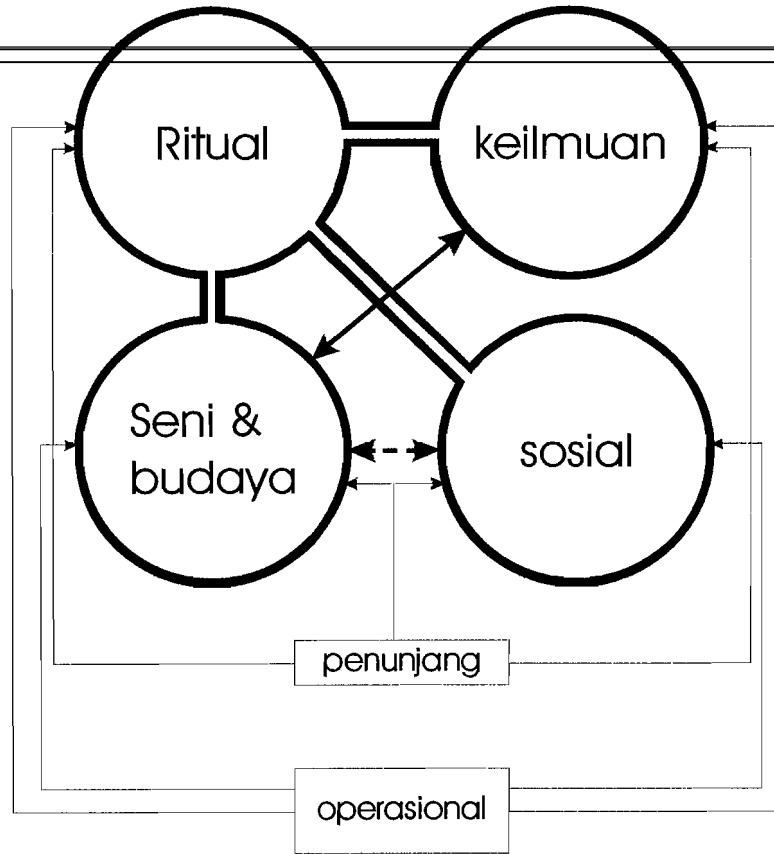 Ritual
keilmuan
Seni &
budaya
sosial
penunjang
operasional